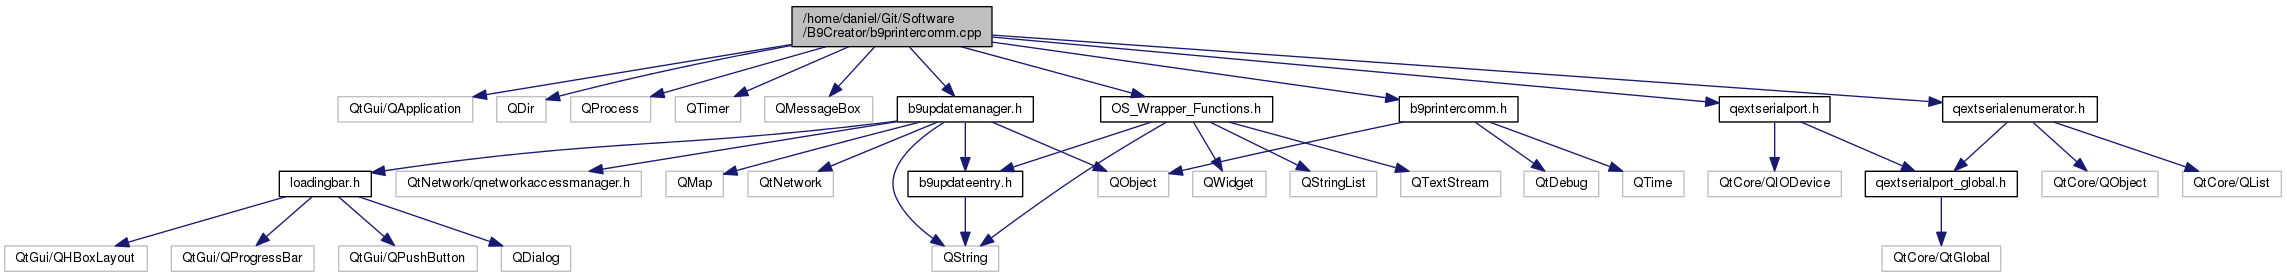 /home/daniel/Git/Software
/B9Creator/b9printercomm.cpp
QtGui/QApplication
QDir
QProcess
QTimer
QMessageBox
b9updatemanager.h
OS_Wrapper_Functions.h
b9printercomm.h
qextserialport.h
qextserialenumerator.h
loadingbar.h
QtNetwork/qnetworkaccessmanager.h
QMap
QtNetwork
b9updateentry.h
QObject
QWidget
QStringList
QTextStream
QtDebug
QTime
QtCore/QIODevice
qextserialport_global.h
QtCore/QObject
QtCore/QList
QtGui/QHBoxLayout
QtGui/QProgressBar
QtGui/QPushButton
QDialog
QString
QtCore/QtGlobal